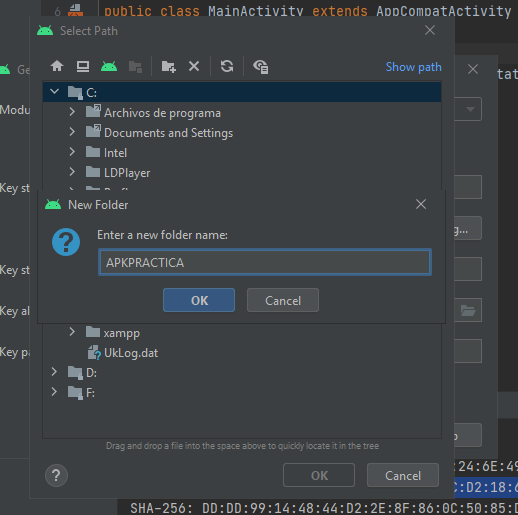 6 public class MainActivity extends AppCompatActivity
Select Path
Show path
C:
Archivos de programa
Documents and Settings
Intel
LDPlayer
New Folder
Enter a new folder name:
APKPRACTICA
OK Cancel
xampp
UkLog.dat
D:
F:
Drag and drop a file into the space above to quickly locate it in the tree
? OK Cancel
Ge
Modu
Key st
Key st
Key al
Key pa
tat
g...
:24:6E:49
C:D2:18:6
SHA-256: DD:DD:99:14:48:44:D2:2E:8F:86:0C:50:85:D